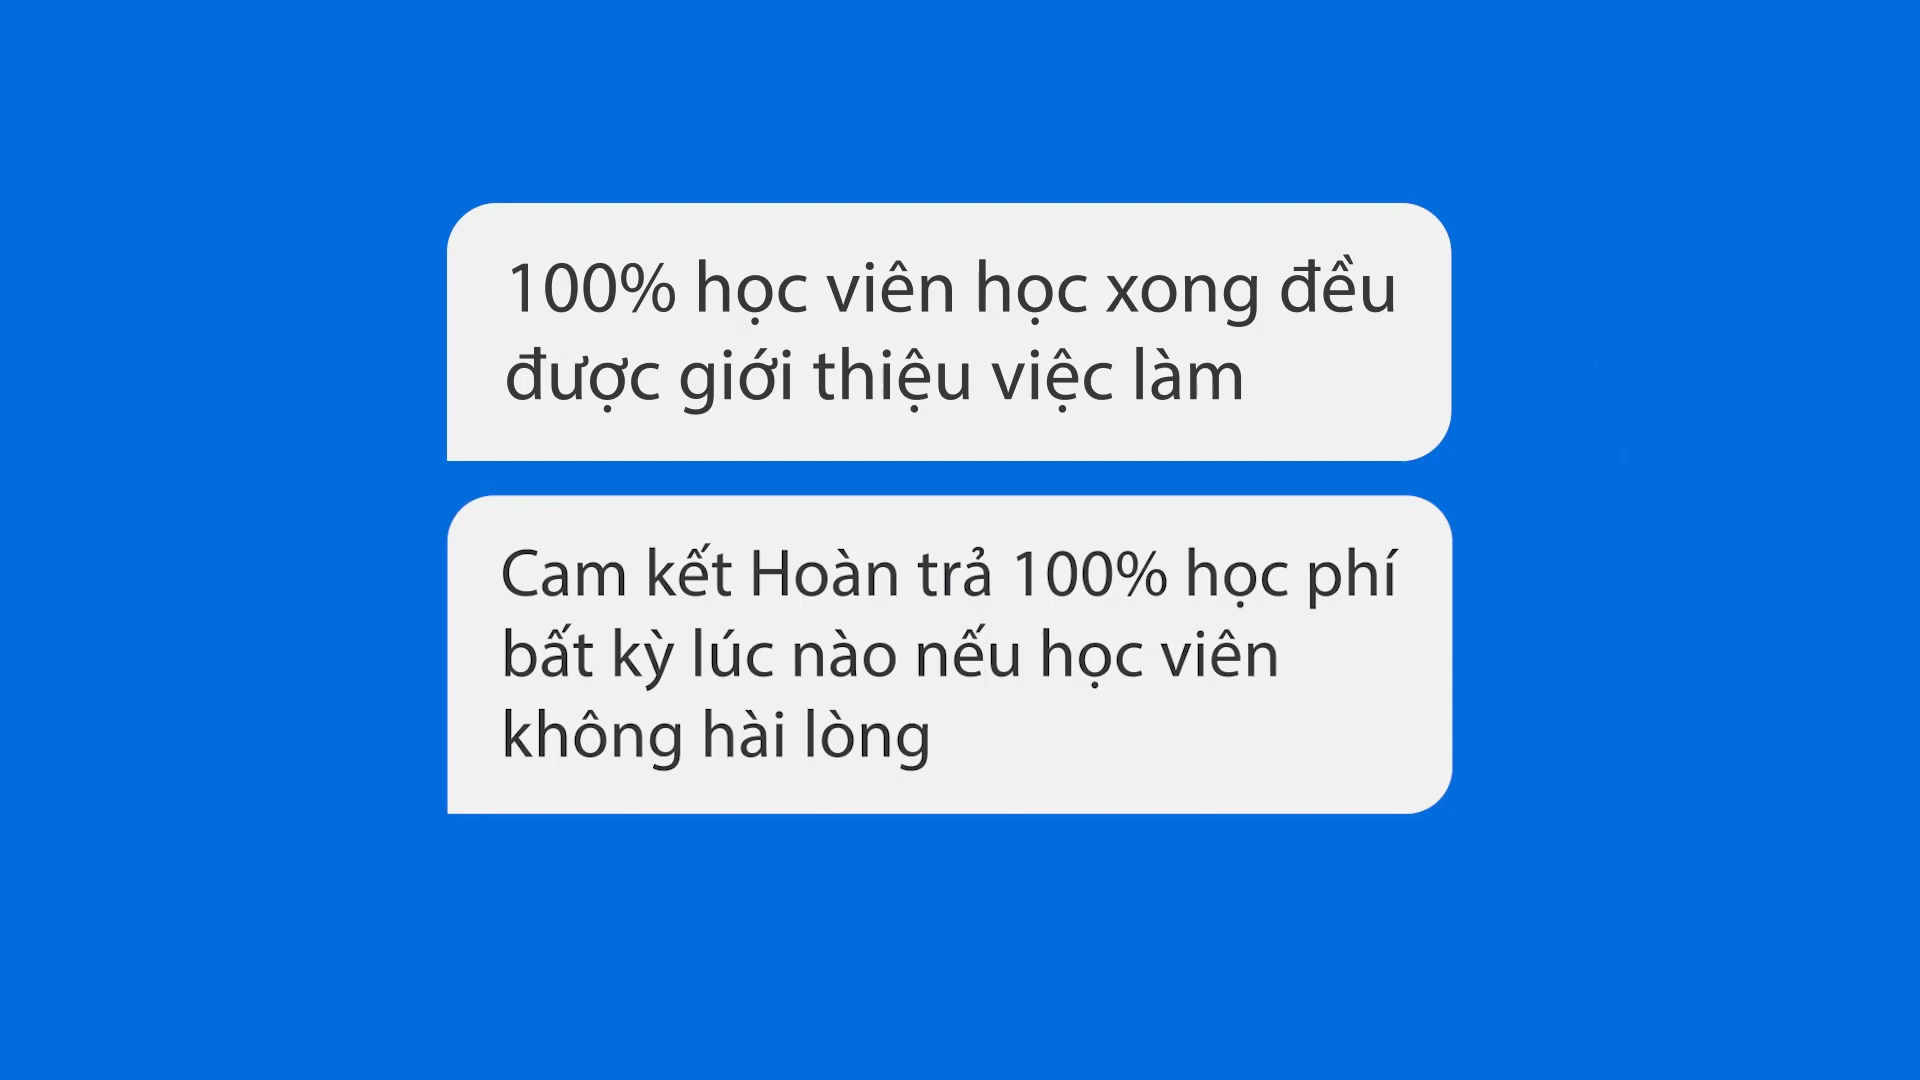 100% học viên học xong đều
được giới thiệu việc làm
Cam kết Hoàn trả 100% học phí
bất kỳ lúc nào nếu học viên
không hài lòng